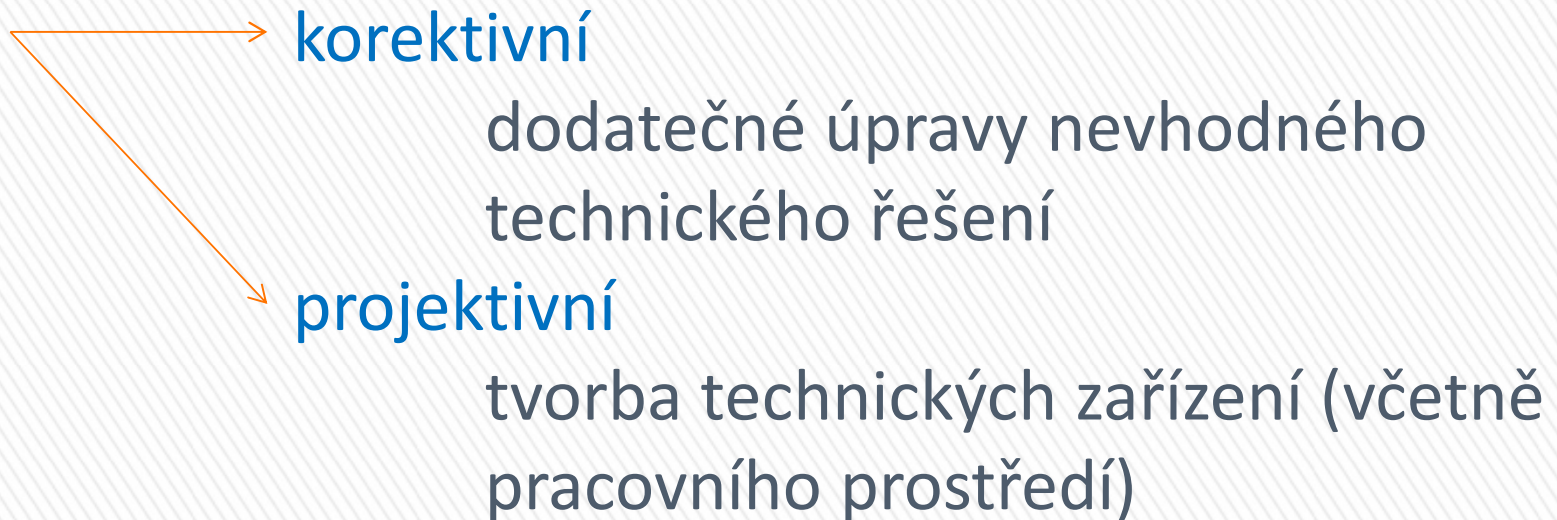 korektivní
dodatečné úpravy nevhodného
technického řešení
projektivní
tvorba technických zařízení (včetně
pracovního prostředí)